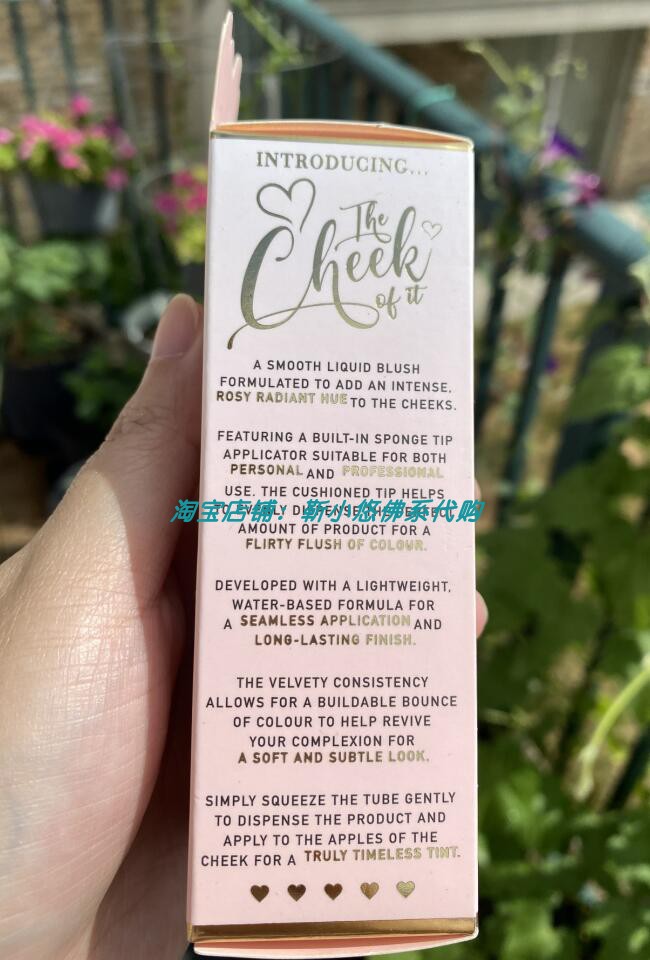 INTRODUCING...
The
Cheek
of it
A SMOOTH LIQUID BLUSH
FORMULATED TO ADD AN INTENSE,
ROSY RADIANT HUE TO THE CHEEKS.
FEATURING A BUILT-IN SPONGE TIP
APPLICATOR SUITABLE FOR BOTH
PERSONAL AND PROFESSIONAL
USE. THE CUSHIONED TIP HELPS
TO EVENLY DISPENSE
淘宝店铺：靳小悠佛系代购
AMOUNT OF PRODUCT FOR A
FLIRTY FLUSH OF COLOUR.
DEVELOPED WITH A LIGHTWEIGHT,
WATER-BASED FORMULA FOR
A SEAMLESS APPLICATION AND
LONG-LASTING FINISH.
THE VELVETY CONSISTENCY
ALLOWS FOR A BUILDABLE BOUNCE
OF COLOUR TO HELP REVIVE
YOUR COMPLEXION FOR
A SOFT AND SUBTLE LOOK.
SIMPLY SQUEEZE THE TUBE GENTLY
TO DISPENSE THE PRODUCT AND
APPLY TO THE APPLES OF THE
CHEEK FOR A TRULY TIMELESS TINT.